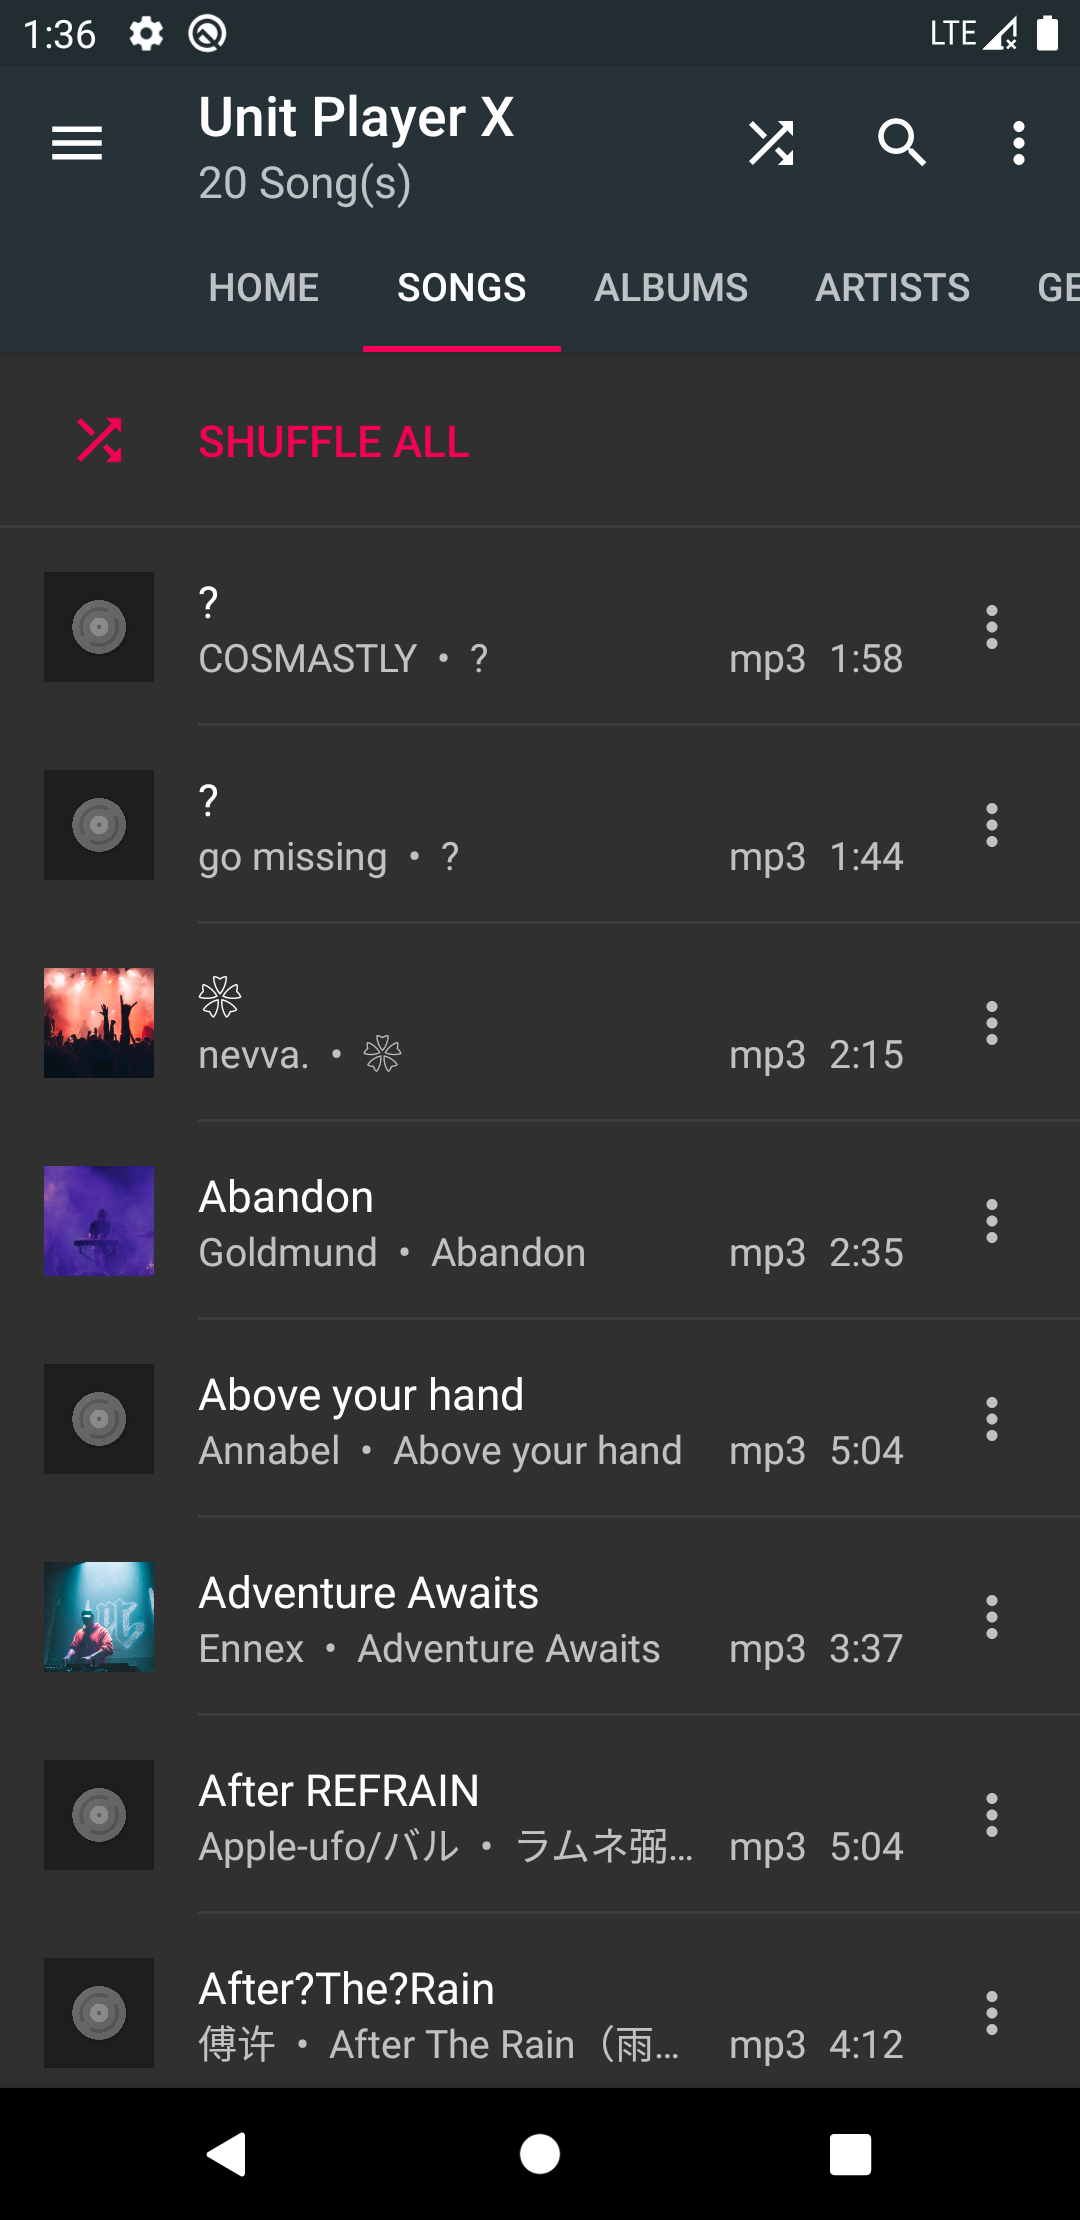 1:36
LTE
Unit Player X
20 Song(s)
HOME SONGS ALBUMS ARTISTS GE
SHUFFLE ALL
?
COSMASTLY • ? mp3 1:58
?
go missing • ? mp3 1:44
❀
nevva. • ❀ mp3 2:15
Abandon
Goldmund • Abandon mp3 2:35
Above your hand
Annabel • Above your hand mp3 5:04
Adventure Awaits
Ennex • Adventure Awaits mp3 3:37
After REFRAIN
Apple-ufo/バル • ラムネ弼... mp3 5:04
After?The?Rain
傅许 • After The Rain（雨... mp3 4:12